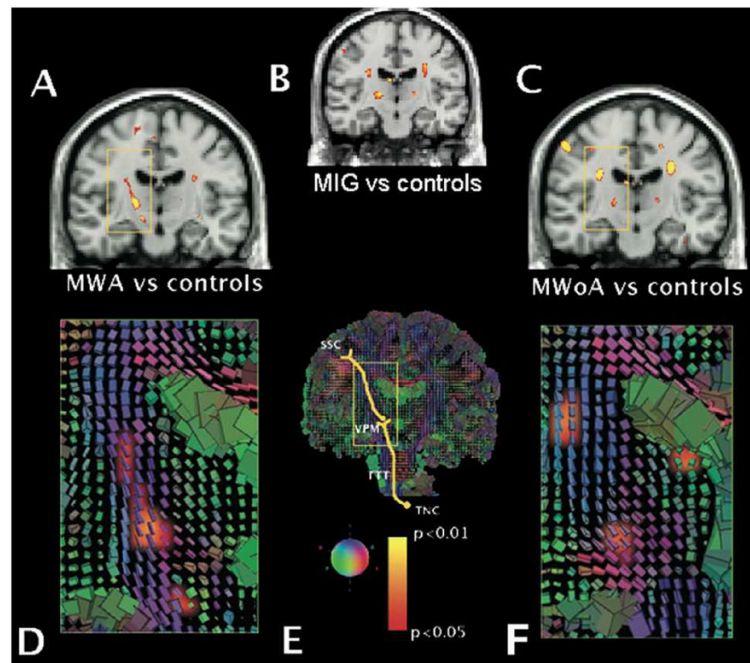 A
B
C
MIG vs controls
MWA vs controls
MWoA vs controls
SSC
VPM
TTT
TNC
p<0.01
p<0.05
D
E
F